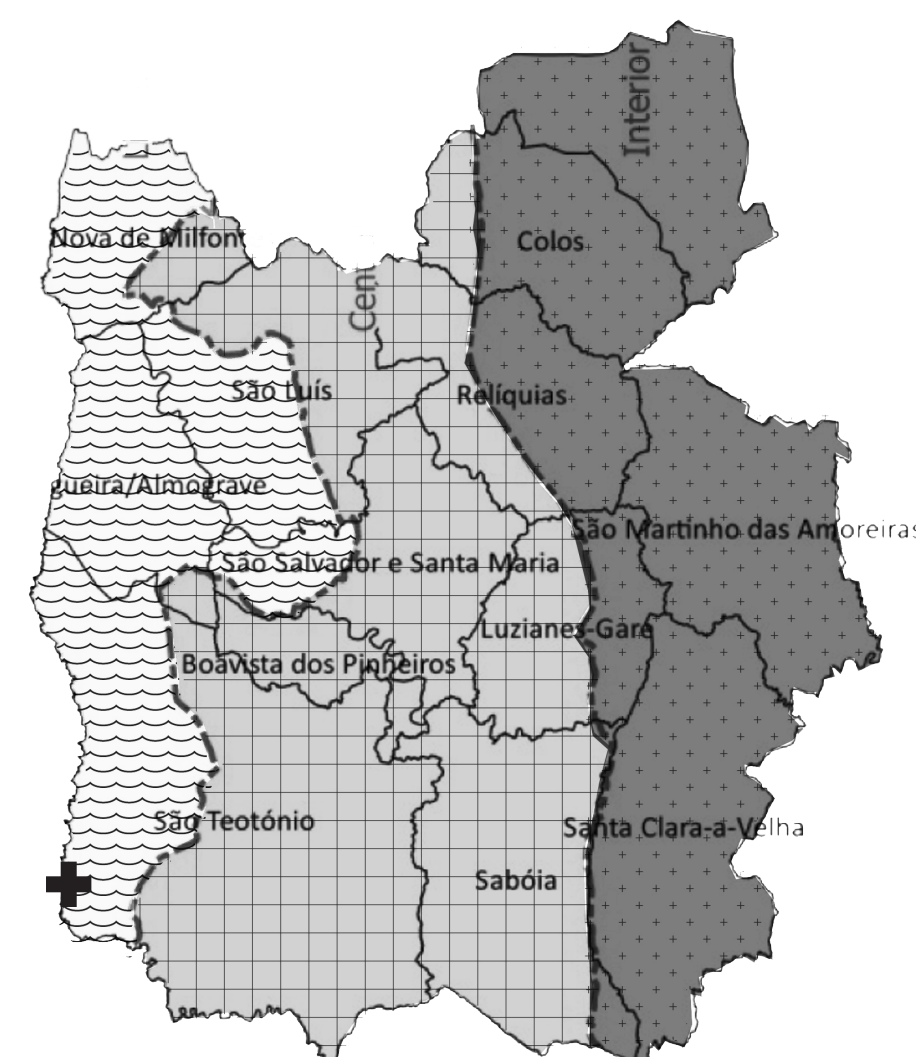 Interior
Nova de Milfont
Colos
Cent
São Luís
Relíquias
gueira/Almograve
São Martinho das Amoreiras
São Salvador e Santa Maria
Luzianes-Gare
Boavista dos Pinheiros
São Teotónio
Santa Clara-a-Velha
Sabóia